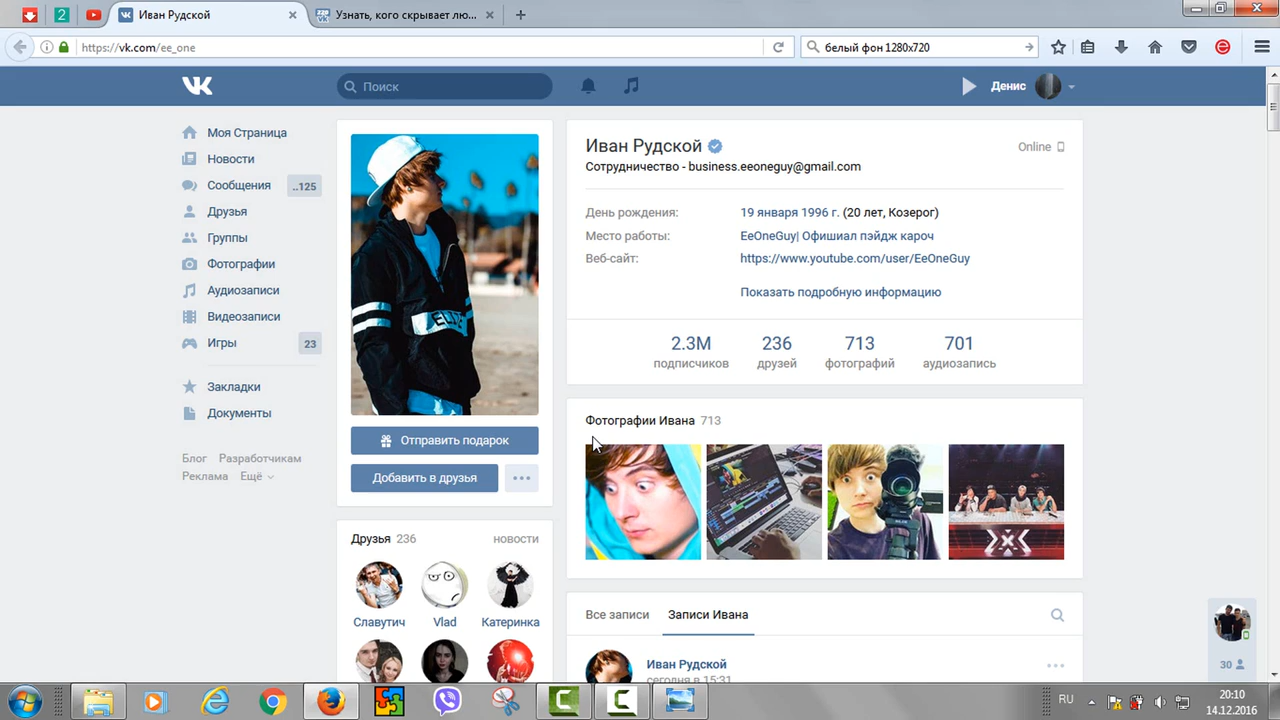 Иван Рудской
Узнать, кого скрывает лю...
https://vk.com/ee_one
белый фон 1280x720
Поиск
Денис
Моя Страница
Новости
Сообщения ..125
Друзья
Группы
Фотографии
Аудиозаписи
Видеозаписи
Игры 23
Закладки
Документы
Блог Разработчикам
Реклама Ещё
Отправить подарок
Добавить в друзья
Друзья 236 новости
Славутич Vlad Катеринка
Иван Рудской Online
Сотрудничество - business.eeoneguy@gmail.com
День рождения: 19 января 1996 г. (20 лет, Козерог)
Место работы: EeOneGuy| Офишиал пэйдж кароч
Веб-сайт: https://www.youtube.com/user/EeOneGuy
Показать подробную информацию
2.3M 236 713 701
подписчиков друзей фотографий аудиозапись
Фотографии Ивана 713
Все записи Записи Ивана
Иван Рудской
сегодня в 15:31
30
RU 20:10
14.12.2016